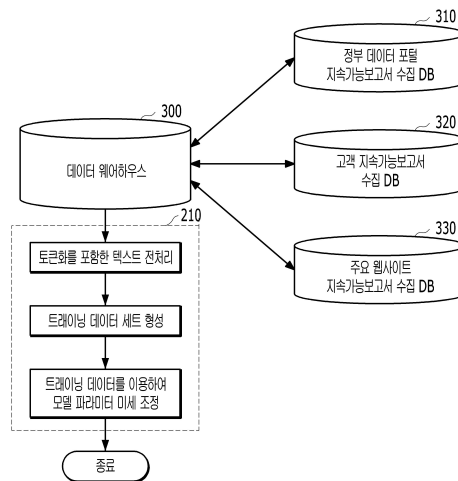 310
정부 데이터 포털
지속가능보고서 수집 DB
300
데이터 웨어하우스
320
고객 지속가능보고서
수집 DB
210
330
주요 웹사이트
지속가능보고서 수집 DB
토큰화를 포함한 텍스트 전처리
트레이닝 데이터 세트 형성
트레이닝 데이터를 이용하여
모델 파라미터 미세 조정
종료